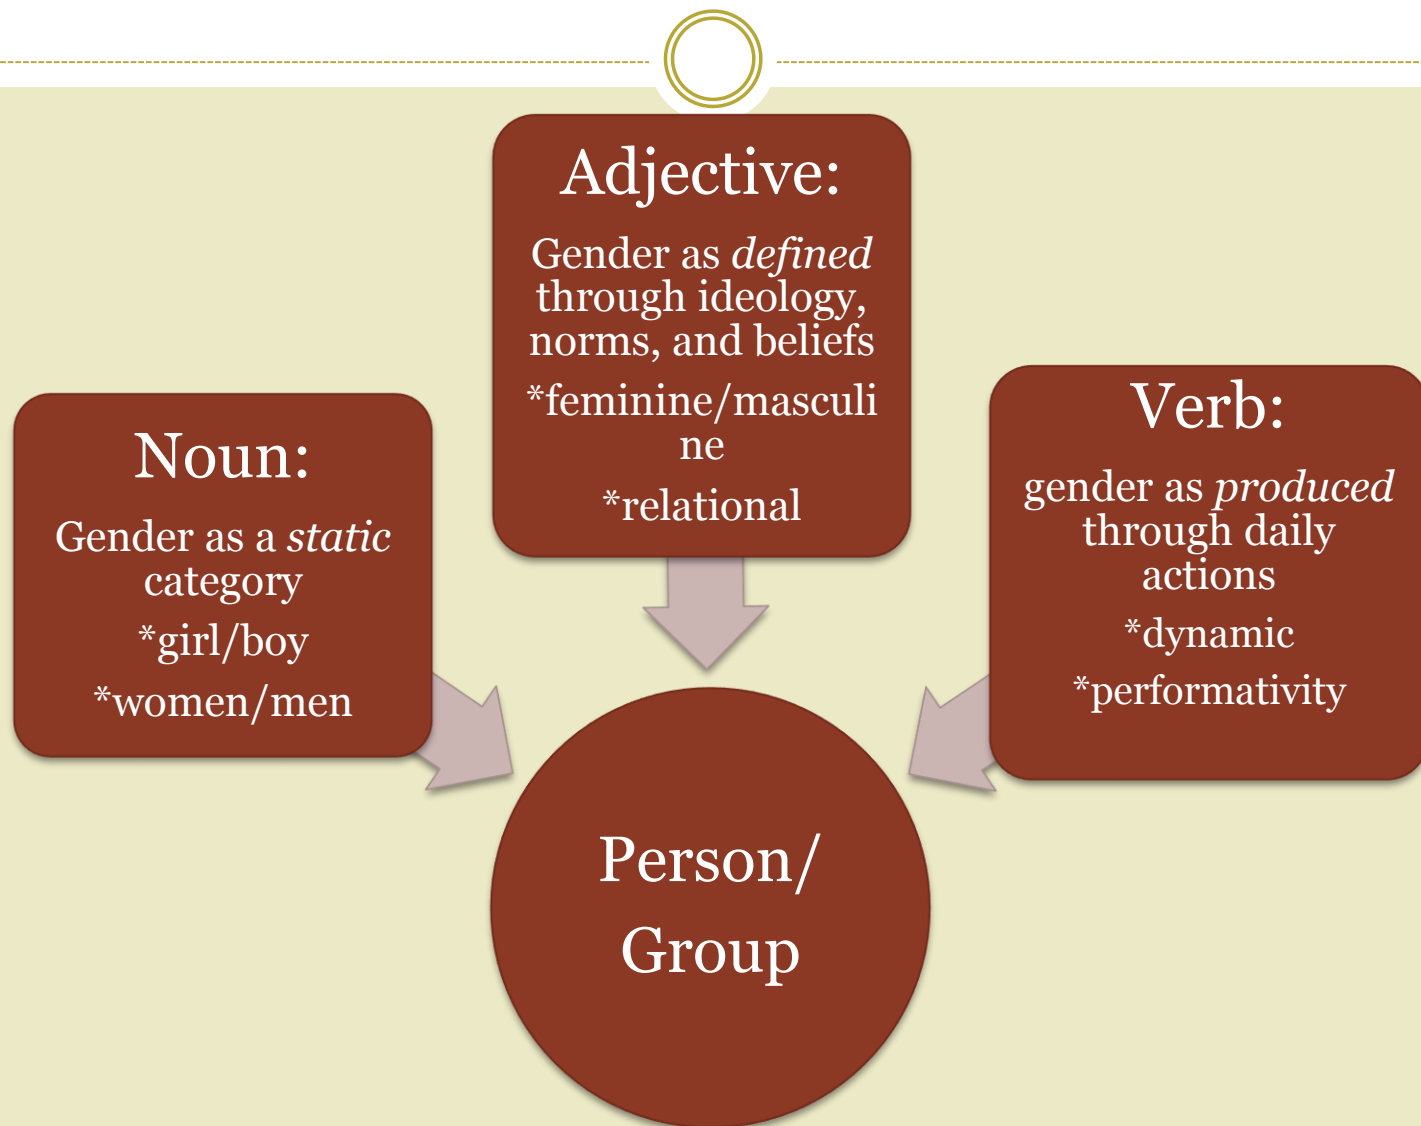 Adjective:
Gender as defined
through ideology,
norms, and beliefs
*feminine/masculi
ne
*relational
Noun:
Gender as a static
category
*girl/boy
*women/men
Verb:
gender as produced
through daily
actions
*dynamic
*performativity
Person/
Group